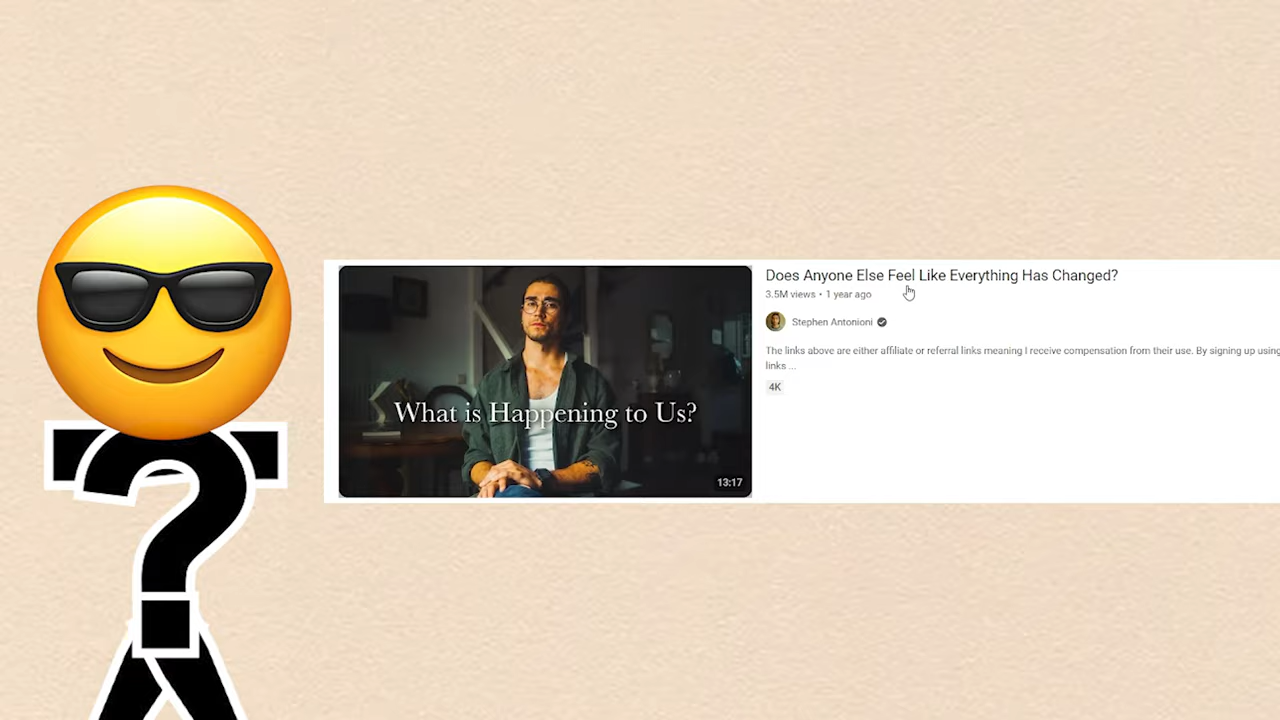 ?
What is Happening to Us?
13:17
Does Anyone Else Feel Like Everything Has Changed?
3.5M views • 1 year ago
Stephen Antonioni
The links above are either affiliate or referral links meaning I receive compensation from their use. By signing up using
links ...
4K